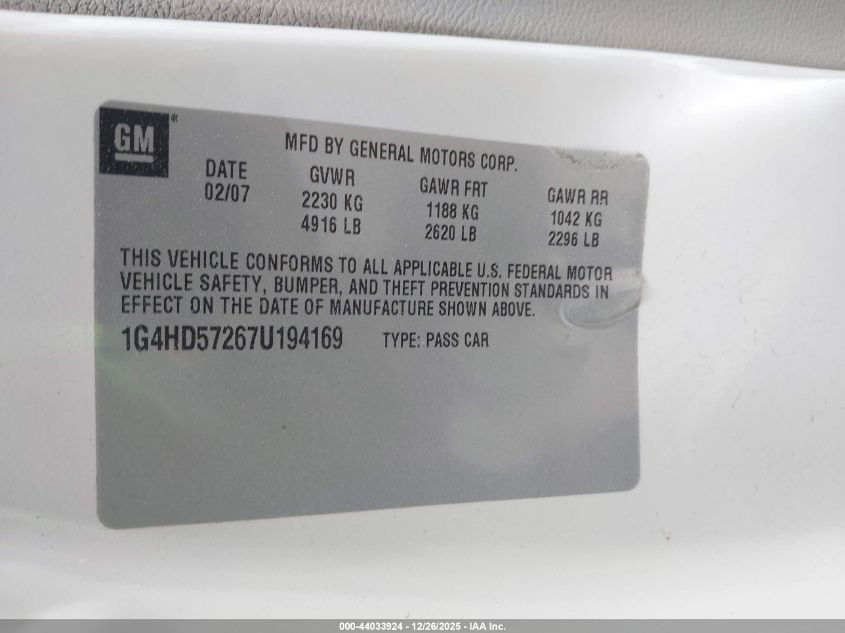 GM®
MFD BY GENERAL MOTORS CORP.
DATE GVWR GAWR FRT GAWR RR
02/07 2230 KG 1188 KG 1042 KG
4916 LB 2620 LB 2296 LB
THIS VEHICLE CONFORMS TO ALL APPLICABLE U.S. FEDERAL MOTOR
VEHICLE SAFETY, BUMPER, AND THEFT PREVENTION STANDARDS IN
EFFECT ON THE DATE OF MANUFACTURE SHOWN ABOVE.
1G4HD57267U194169 TYPE: PASS CAR
000-44033924 - 12/26/2025 - IAA Inc.